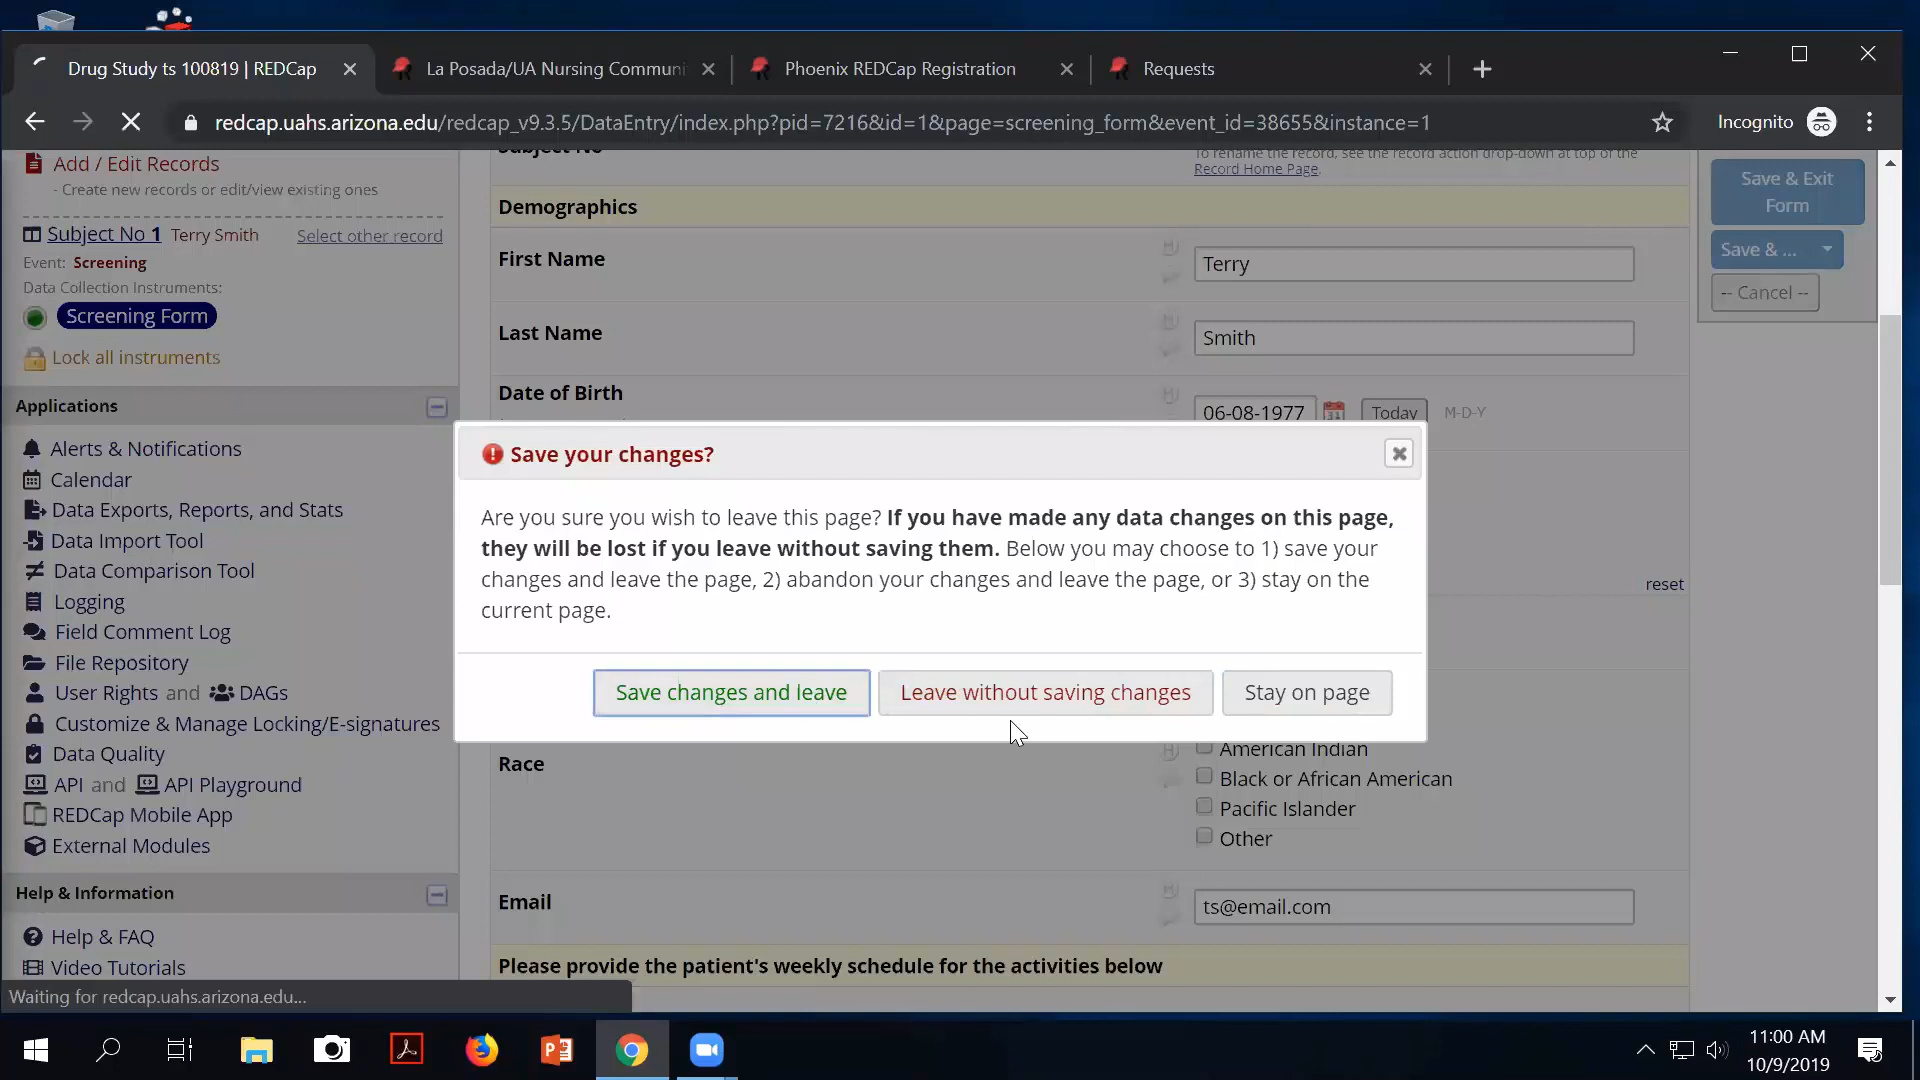 Drug Study ts 100819 | REDCap
La Posada/UA Nursing Communi
Phoenix REDCap Registration
Requests
redcap.uahs.arizona.edu/redcap_v9.3.5/DataEntry/index.php?pid=7216&id=1&page=screening_form&event_id=38655&instance=1
Incognito
Add / Edit Records
- Create new records or edit/view existing ones
Subject No 1 Terry Smith Select other record
Event: Screening
Data Collection Instruments:
Screening Form
Lock all instruments
Applications
Alerts & Notifications
Calendar
Data Exports, Reports, and Stats
Data Import Tool
Data Comparison Tool
Logging
Field Comment Log
File Repository
User Rights and DAGs
Customize & Manage Locking/E-signatures
Data Quality
API and API Playground
REDCap Mobile App
External Modules
Help & Information
Help & FAQ
Video Tutorials
Waiting for redcap.uahs.arizona.edu...
Subject No
To rename the record, see the record action drop-down at top of the
Record Home Page.
Demographics
First Name
Terry
Last Name
Smith
Date of Birth
06-08-1977
31
Today
M-D-Y
Save your changes?
Are you sure you wish to leave this page? If you have made any data changes on this page,
they will be lost if you leave without saving them. Below you may choose to 1) save your
changes and leave the page, 2) abandon your changes and leave the page, or 3) stay on the
current page.
Save changes and leave
Leave without saving changes
Stay on page
reset
Race
American Indian
Black or African American
Pacific Islander
Other
Email
ts@email.com
Please provide the patient's weekly schedule for the activities below
Save & Exit
Form
Save & ...
-- Cancel --
11:00 AM
10/9/2019